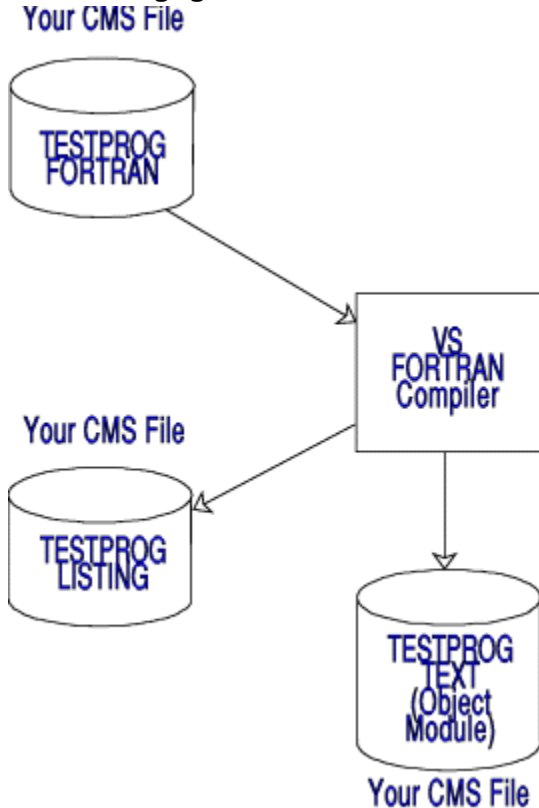 Your CMS File
TESTPROG
FORTRAN
VS
FORTRAN
Compiler
Your CMS File
TESTPROG
LISTING
TESTPROG
TEXT
(Object
Module)
Your CMS File